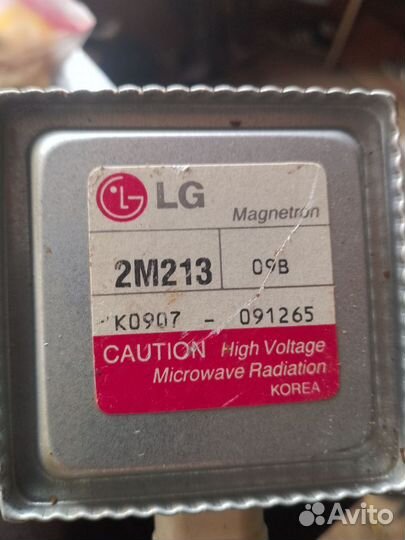 LG Magnetron
2M213 09B
K0907 - 091265
CAUTION High Voltage
Microwave Radiation
KOREA
Avito